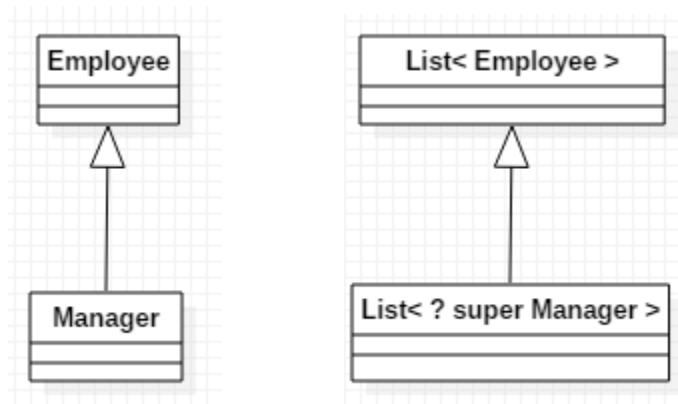 Employee
List< Employee >
Manager
List< ? super Manager >